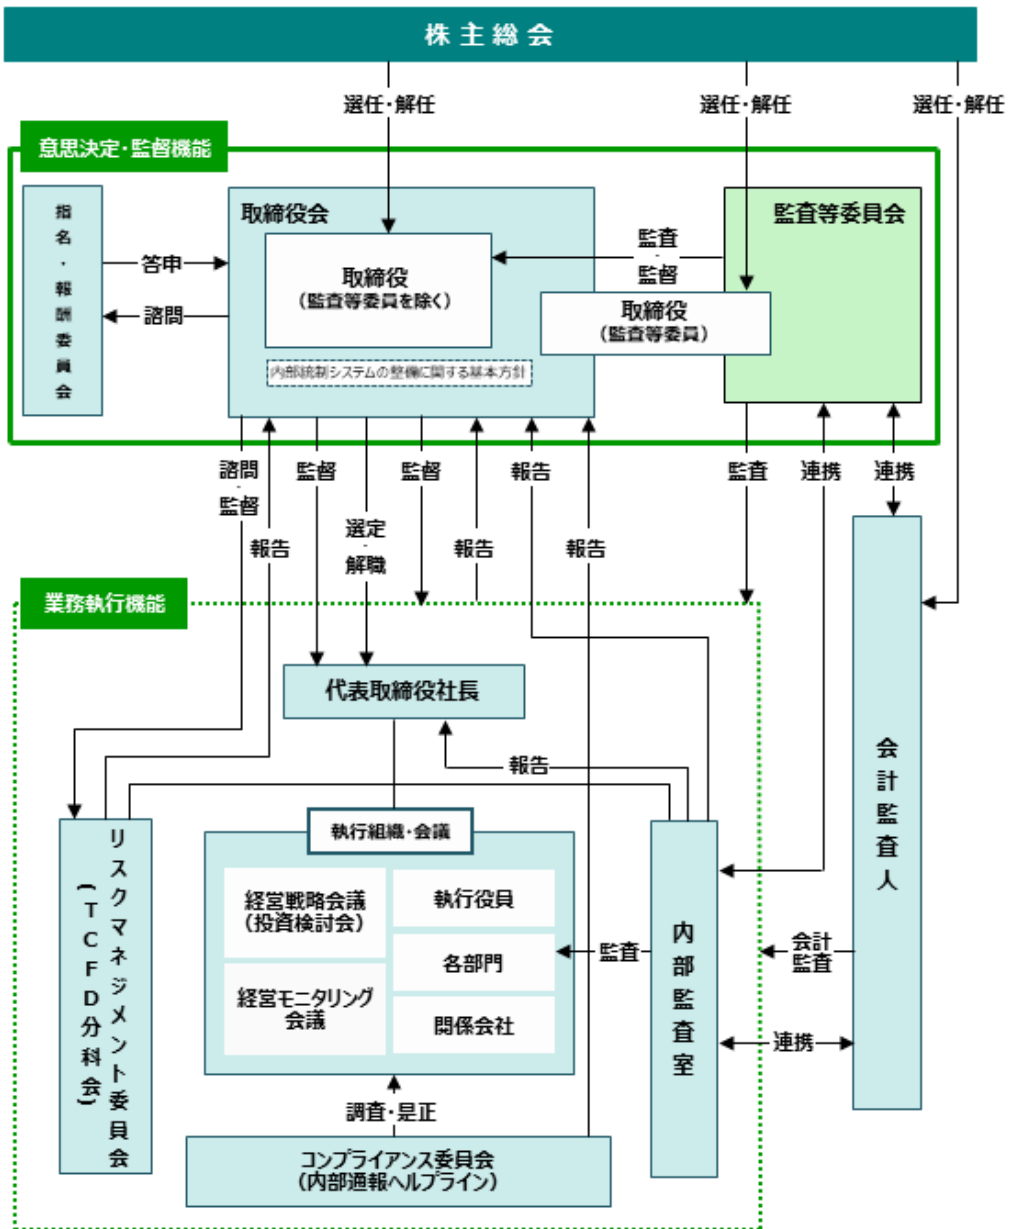 株主総会
選任・解任
選任・解任
選任・解任
意思決定・監督機能
指名・報酬委員会
答申
諮問
取締役会
取締役
（監査等委員を除く）
内部統制システムの整備に関する基本方針
監査
・
監督
監査等委員会
取締役
（監査等委員）
諮問
・
監督
報告
監督
選定
・
解職
監督
報告
報告
報告
監査
連携
連携
業務執行機能
代表取締役社長
報告
執行組織・会議
経営戦略会議
（投資検討会）
経営モニタリング
会議
執行役員
各部門
関係会社
監査
リスクマネジメント委員会
(TCFD分科会)
内部監査室
会計監査人
会計
監査
連携
調査・是正
コンプライアンス委員会
（内部通報ヘルプライン）